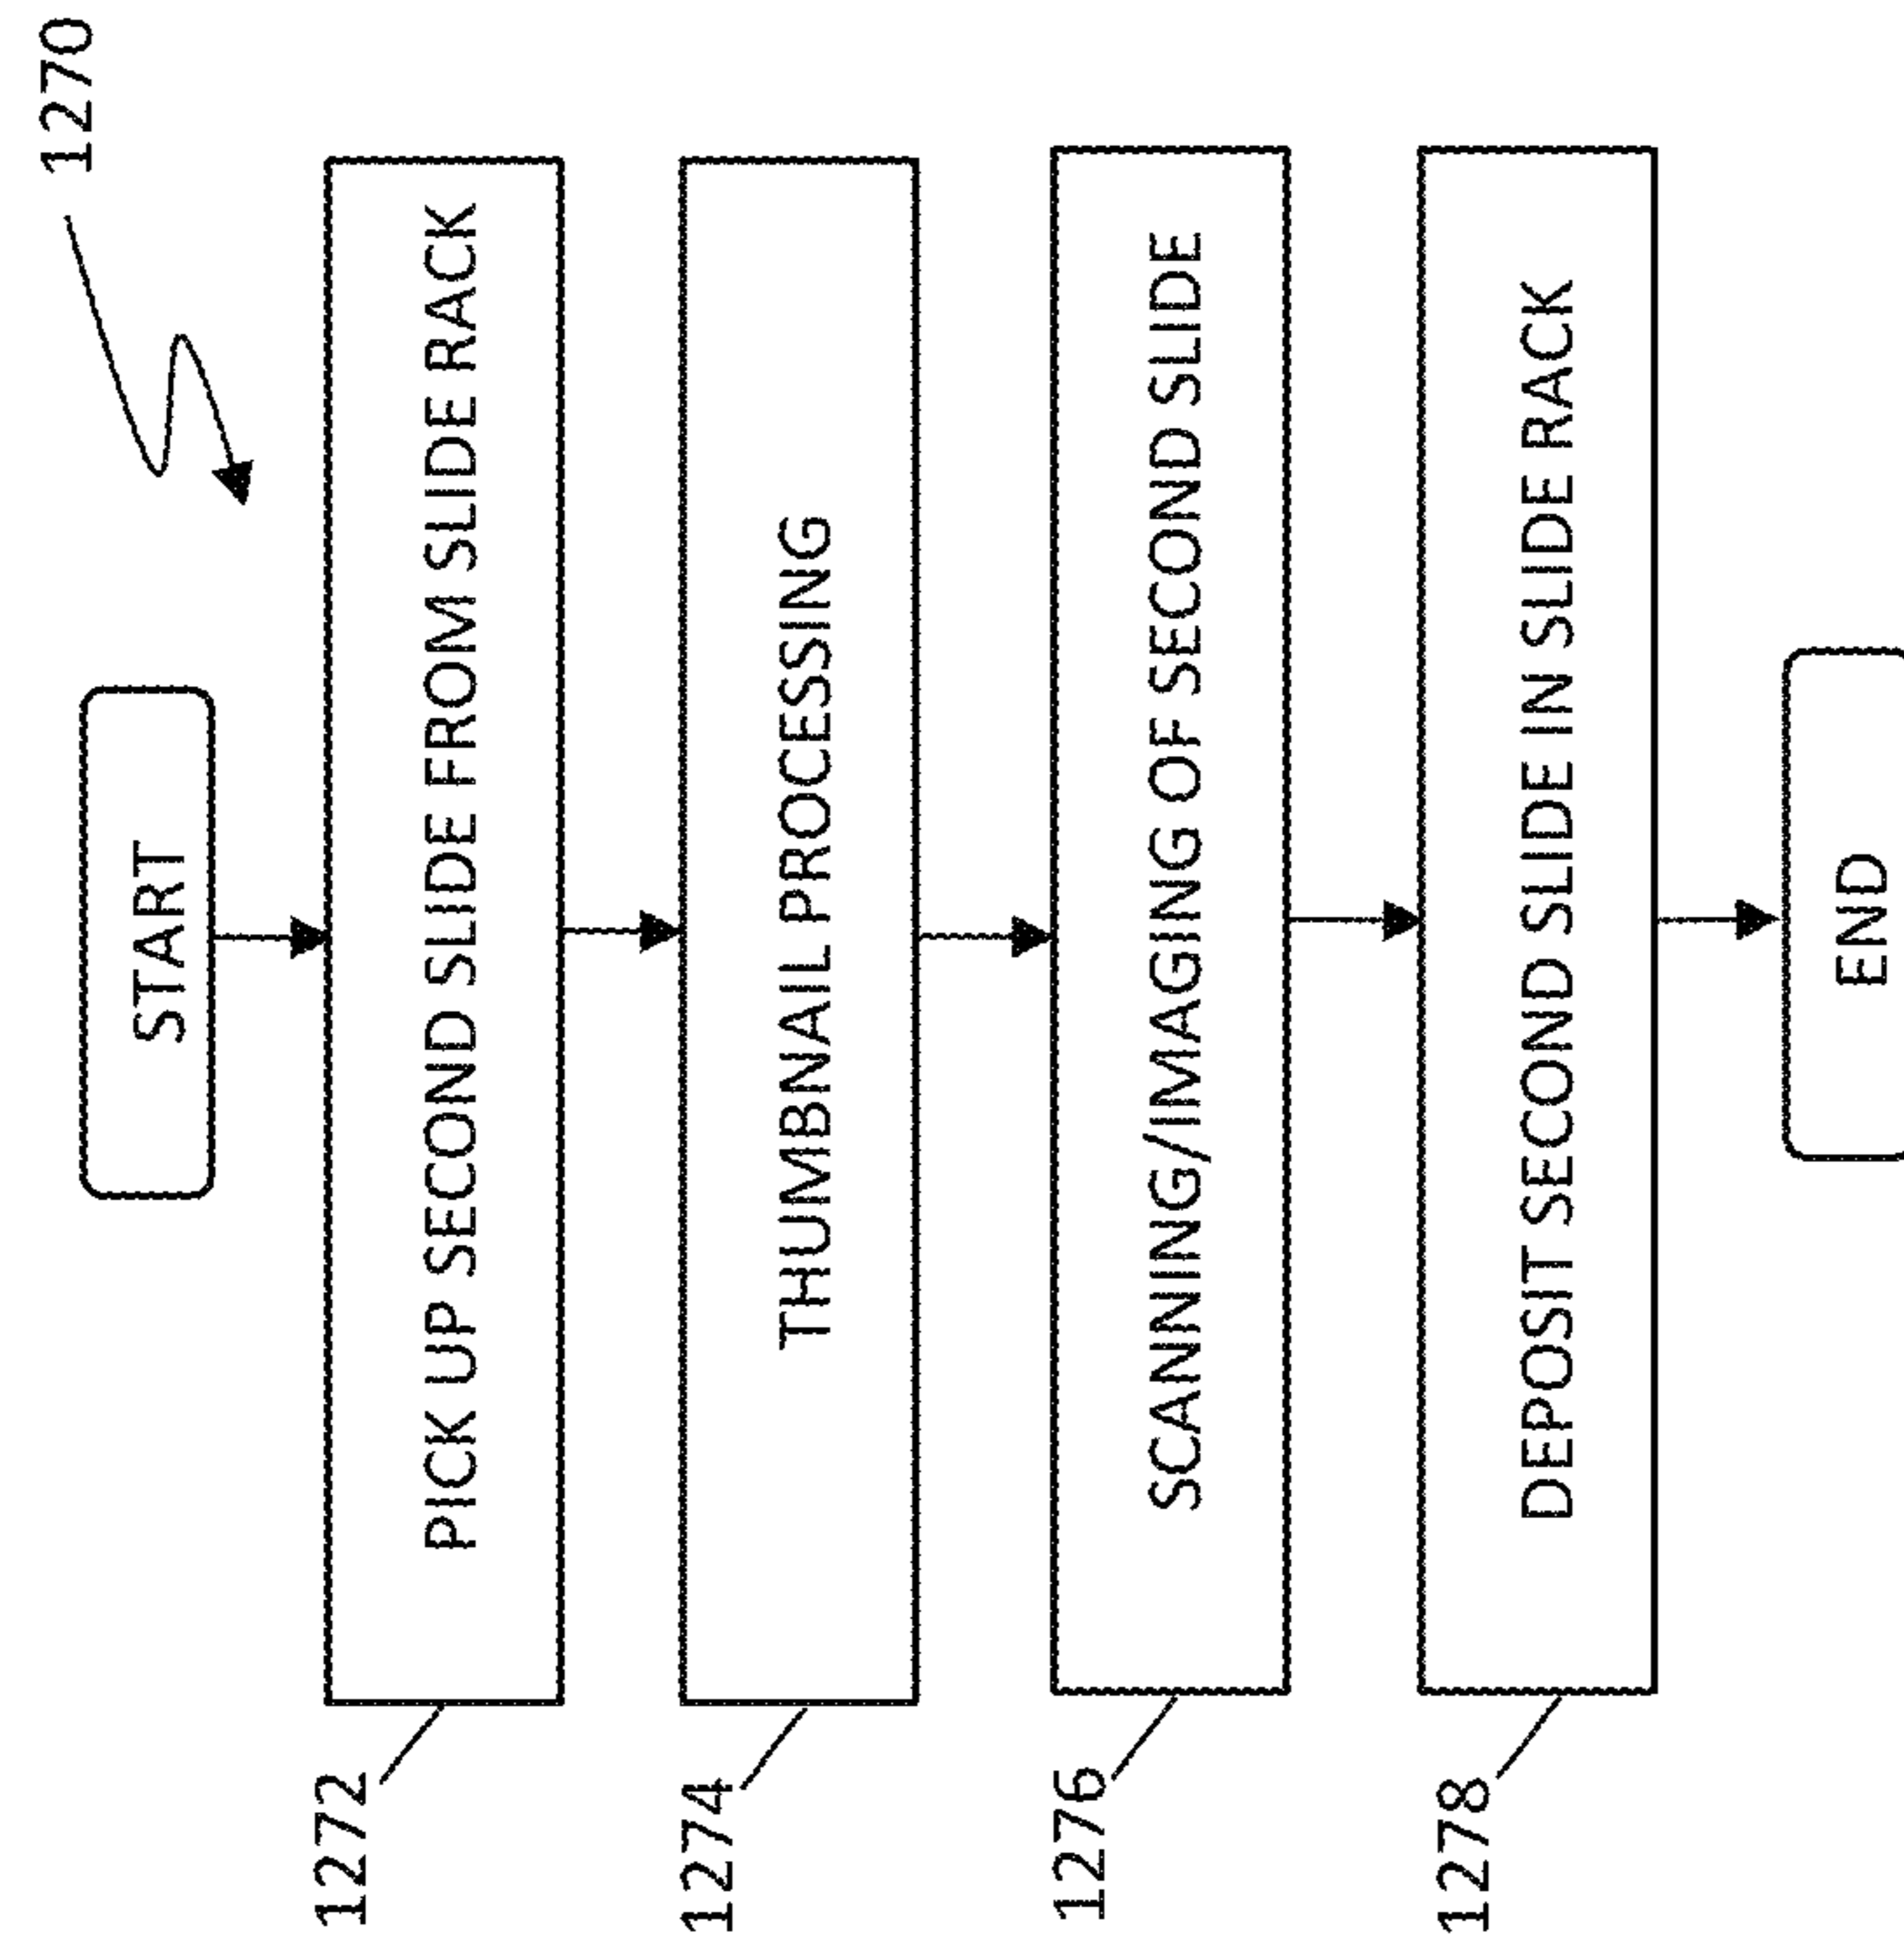 1270
START
1272
PICK UP SECOND SLIDE FROM SLIDE RACK
1274
THUMBNAIL PROCESSING
1276
SCANNING/IMAGING OF SECOND SLIDE
1278
DEPOSIT SECOND SLIDE IN SLIDE RACK
END